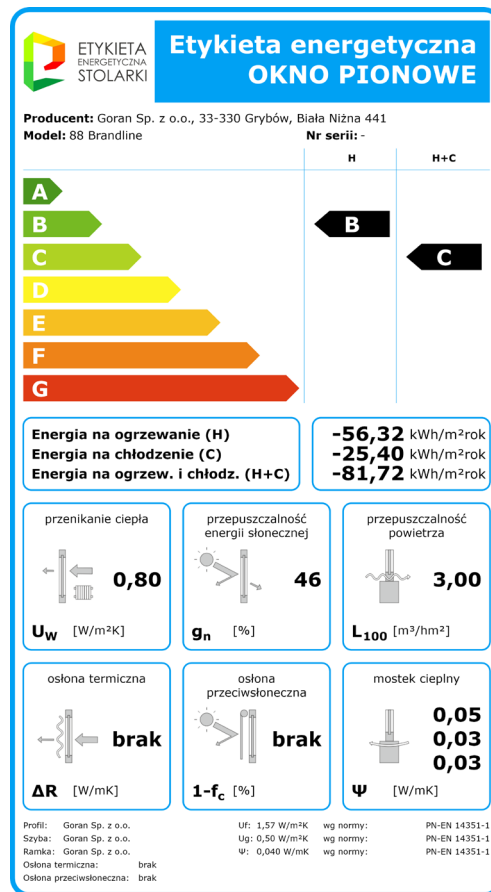 ETYKIETA
ENERGETYCZNA
STOLARKI
Etykieta energetyczna
OKNO PIONOWE
Producent: Goran Sp. z o.o., 33-330 Grybów, Biała Niżna 441
Model: 88 Brandline Nr serii: -
H H+C
A
B B
C C
D
E
F
G
Energia na ogrzewanie (H) -56,32 kWh/m²rok
Energia na chłodzenie (C) -25,40 kWh/m²rok
Energia na ogrzew. i chłodz. (H+C) -81,72 kWh/m²rok
przenikanie ciepła
0,80
Uw [W/m²K]
przepuszczalność
energii słonecznej
46
gn [%]
przepuszczalność
powietrza
3,00
L100 [m³/hm²]
osłona termiczna
brak
ΔR [W/mK]
osłona
przeciwsłoneczna
brak
1-fc [%]
mostek cieplny
0,05
0,03
0,03
Ψ [W/mK]
Profil: Goran Sp. z o.o. Uf: 1,57 W/m²K wg normy: PN-EN 14351-1
Szyba: Goran Sp. z o.o. Ug: 0,50 W/m²K wg normy: PN-EN 14351-1
Ramka: Goran Sp. z o.o. Ψ: 0,040 W/mK wg normy: PN-EN 14351-1
Osłona termiczna: brak
Osłona przeciwsłoneczna: brak